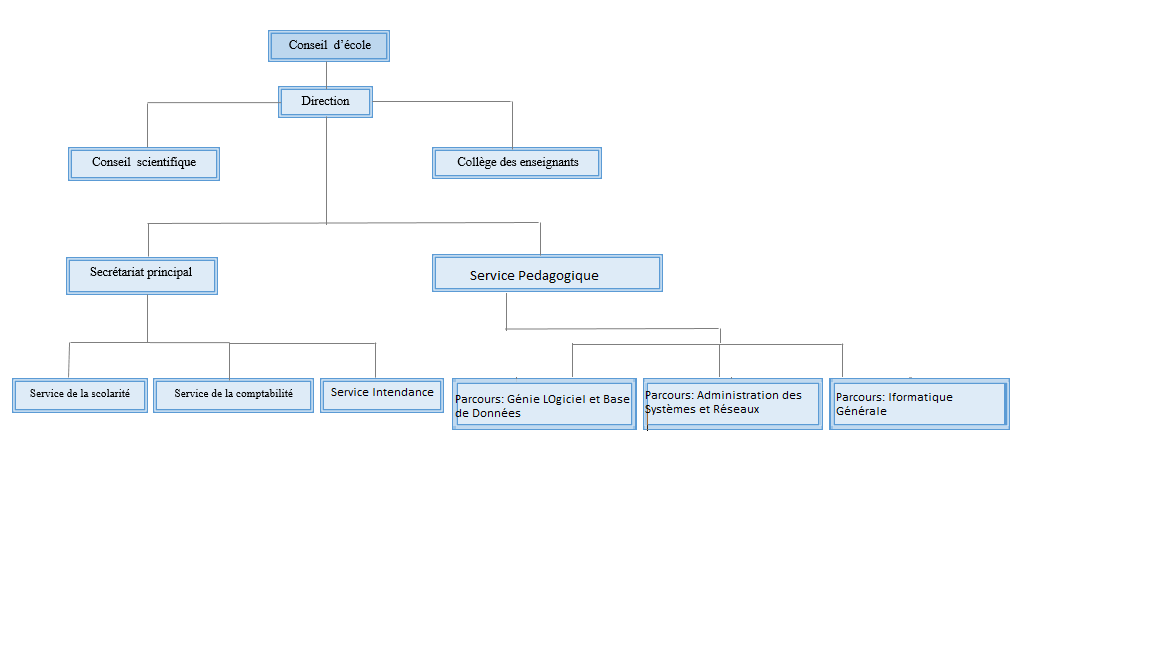 Conseil d'école
Direction
Conseil scientifique
Collège des enseignants
Secrétariat principal
Service Pedagogique
Service de la scolarité
Service de la comptabilité
Service Intendance
Parcours: Génie LOgiciel et Base
de Données
Parcours: Administration des
Systèmes et Réseaux
Parcours: Iformatique
Générale